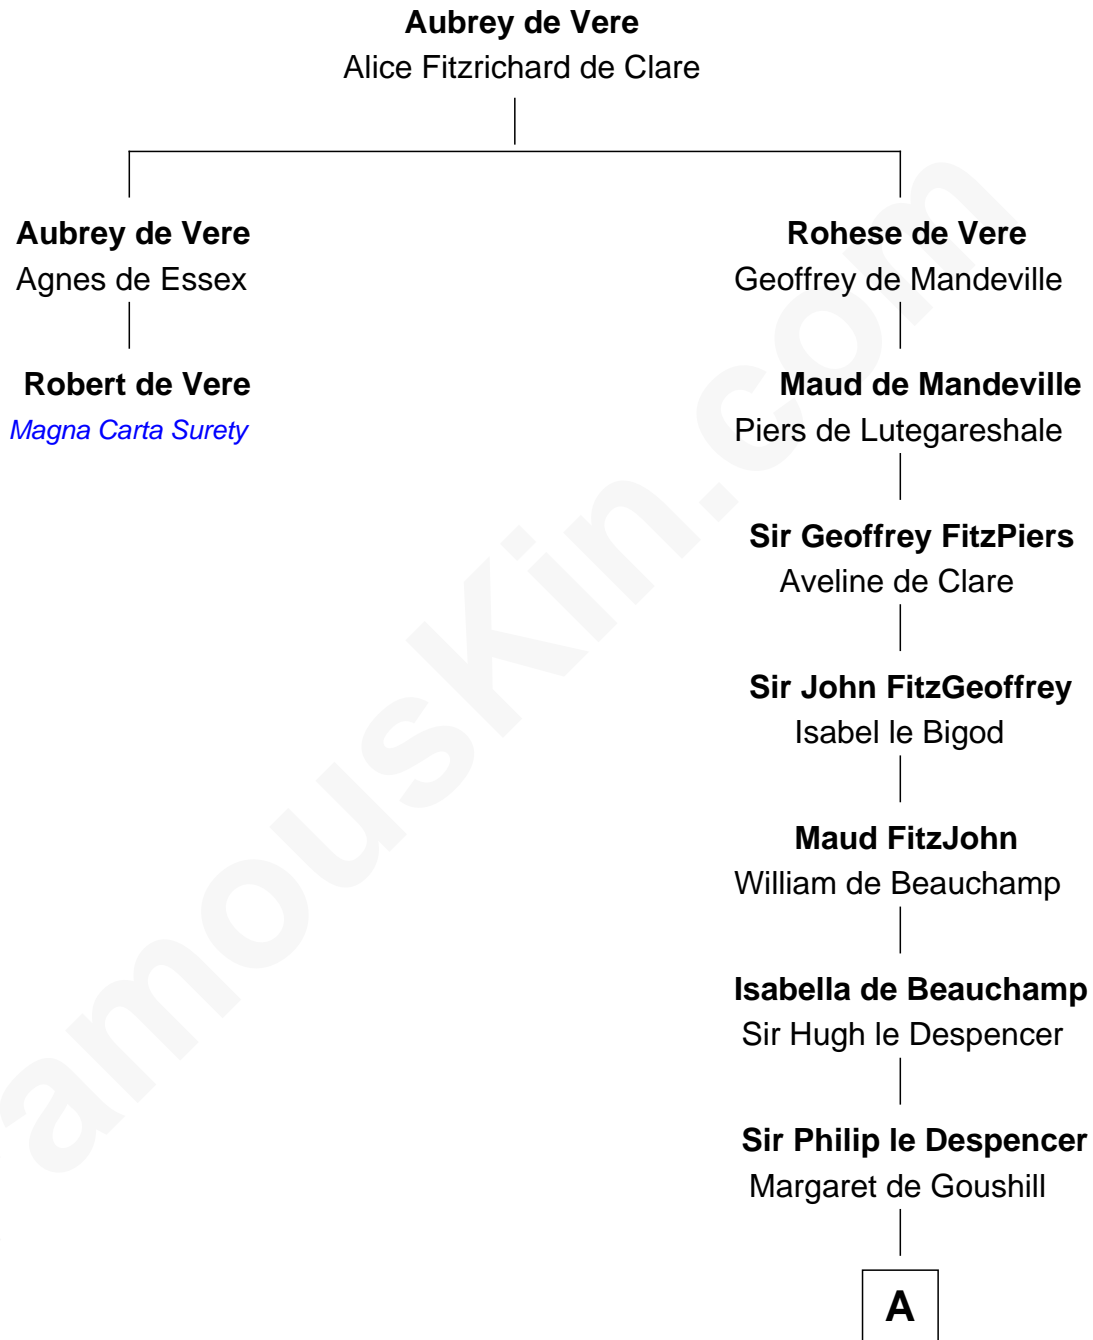 Aubrey de Vere
Alice Fitzrichard de Clare
Aubrey de Vere
Agnes de Essex
Rohese de Vere
Geoffrey de Mandeville
Robert de Vere
Magna Carta Surety
Maud de Mandeville
Piers de Lutegareshale
Sir Geoffrey FitzPiers
Aveline de Clare
Sir John FitzGeoffrey
Isabel le Bigod
Maud FitzJohn
William de Beauchamp
Isabella de Beauchamp
Sir Hugh le Despencer
Sir Philip le Despencer
Margaret de Goushill
A
amousKin.com